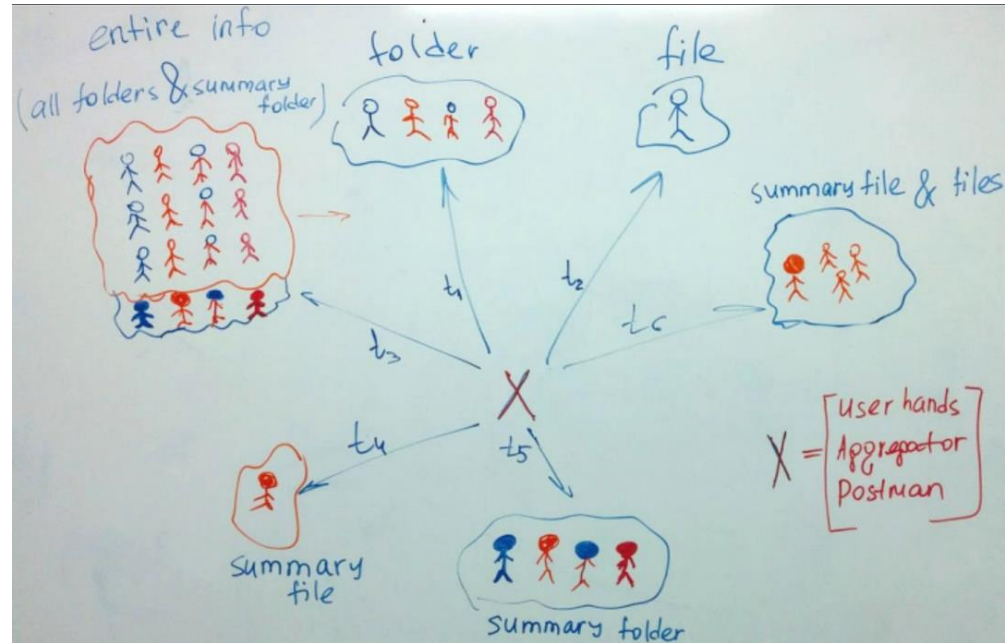 entire info
(all folders & summary
folder)
folder
file
summary file & files
t1
t2
t3
t4
t5
t6
X
X = [user hands
Aggregator
Postman]
summary
file
summary folder